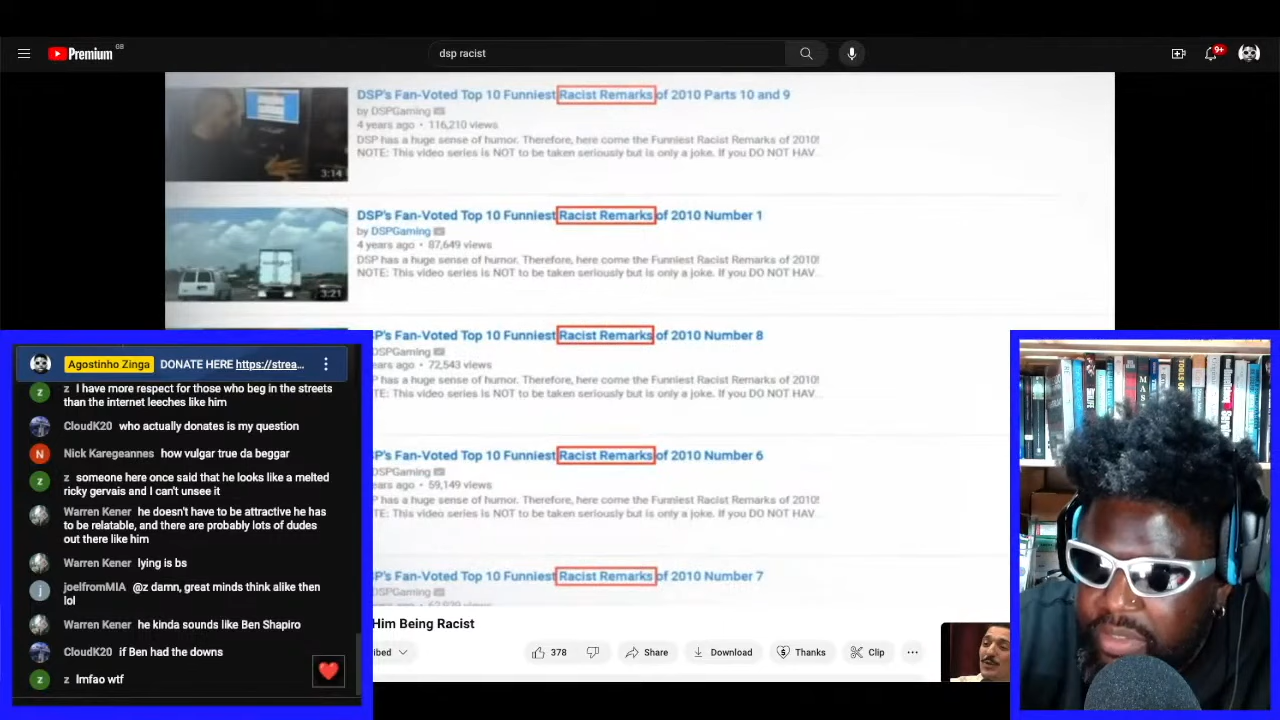 Premium GB
dsp racist
9+
DSP's Fan-Voted Top 10 Funniest Racist Remarks of 2010 Parts 10 and 9
by DSPGaming
4 years ago • 116,210 views
DSP has a huge sense of humor. Therefore, here come the Funniest Racist Remarks of 2010!
NOTE: This video series is NOT to be taken seriously but is only a joke. If you DO NOT HAV...
3:14
DSP's Fan-Voted Top 10 Funniest Racist Remarks of 2010 Number 1
by DSPGaming
4 years ago • 87,649 views
DSP has a huge sense of humor. Therefore, here come the Funniest Racist Remarks of 2010!
NOTE: This video series is NOT to be taken seriously but is only a joke. If you DO NOT HAV...
3:21
P's Fan-Voted Top 10 Funniest Racist Remarks of 2010 Number 8
DSPGaming
ears ago • 72,543 views
P has a huge sense of humor. Therefore, here come the Funniest Racist Remarks of 2010!
TE: This video series is NOT to be taken seriously but is only a joke. If you DO NOT HAV...
P's Fan-Voted Top 10 Funniest Racist Remarks of 2010 Number 6
DSPGaming
ears ago • 59,149 views
P has a huge sense of humor. Therefore, here come the Funniest Racist Remarks of 2010!
TE: This video series is NOT to be taken seriously but is only a joke. If you DO NOT HAV...
P's Fan-Voted Top 10 Funniest Racist Remarks of 2010 Number 7
DSPGaming
Him Being Racist
ibed
378
Share
Download
Thanks
Clip
Agostinho Zinga DONATE HERE https://strea...
z I have more respect for those who beg in the streets
than the internet leeches like him
CloudK20 who actually donates is my question
Nick Karegeannes how vulgar true da beggar
z someone here once said that he looks like a melted
ricky gervais and I can't unsee it
Warren Kener he doesn't have to be attractive he has
to be relatable, and there are probably lots of dudes
out there like him
Warren Kener lying is bs
joelfromMIA @z damn, great minds think alike then
lol
Warren Kener he kinda sounds like Ben Shapiro
CloudK20 if Ben had the downs
z lmfao wtf